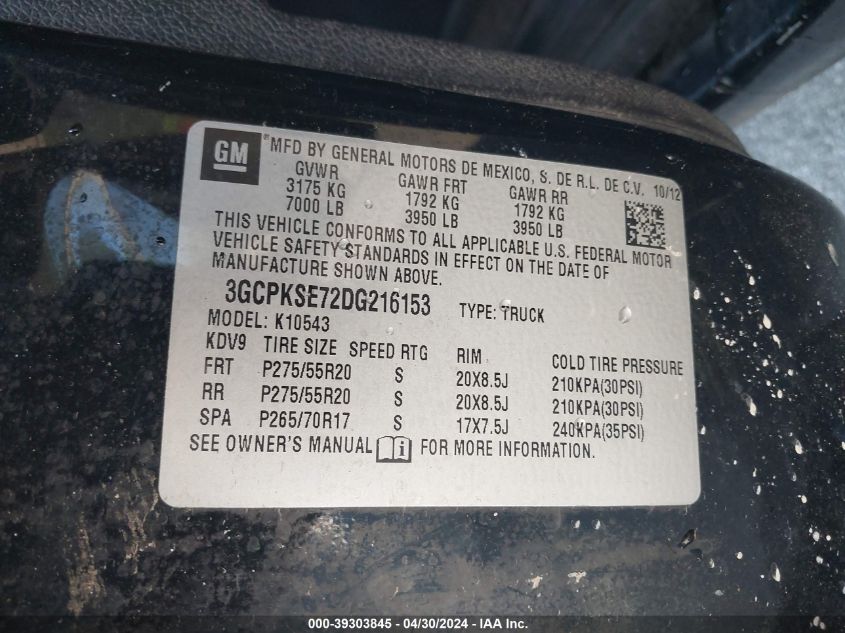 GM ®MFD BY GENERAL MOTORS DE MEXICO, S. DE R.L. DE C.V. 10/12
GVWR GAWR FRT GAWR RR
3175 KG 1792 KG 1792 KG
7000 LB 3950 LB 3950 LB
THIS VEHICLE CONFORMS TO ALL APPLICABLE U.S. FEDERAL MOTOR
VEHICLE SAFETY STANDARDS IN EFFECT ON THE DATE OF
MANUFACTURE SHOWN ABOVE.
3GCPKSE72DG216153 TYPE: TRUCK
MODEL: K10543
KDV9 TIRE SIZE SPEED RTG RIM COLD TIRE PRESSURE
FRT P275/55R20 S 20X8.5J 210KPA(30PSI)
RR P275/55R20 S 20X8.5J 210KPA(30PSI)
SPA P265/70R17 S 17X7.5J 240KPA(35PSI)
SEE OWNER'S MANUAL i FOR MORE INFORMATION.
000-39303845 - 04/30/2024 - IAA Inc.